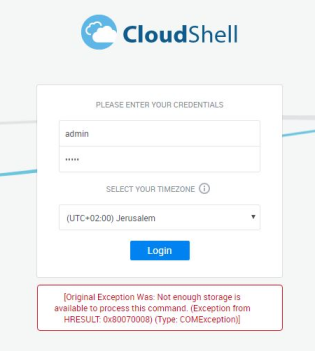 CloudShell
PLEASE ENTER YOUR CREDENTIALS
admin
•••••
SELECT YOUR TIMEZONE i
(UTC+02:00) Jerusalem
Login
[Original Exception Was: Not enough storage is
available to process this command. (Exception from
HRESULT: 0x80070008) (Type: COMException)]